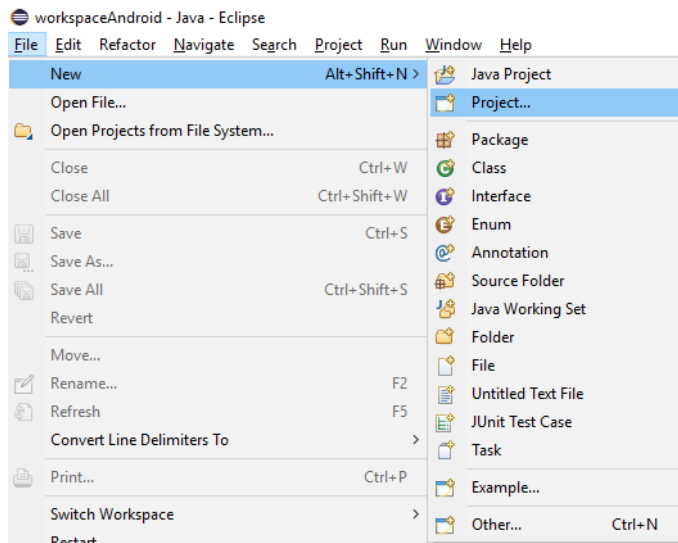 workspaceAndroid - Java - Eclipse
File Edit Refactor Navigate Search Project Run Window Help
New Alt+Shift+N >
Open File...
Open Projects from File System...
Close Ctrl+W
Close All Ctrl+Shift+W
Save Ctrl+S
Save As...
Save All Ctrl+Shift+S
Revert
Move...
Rename... F2
Refresh F5
Convert Line Delimiters To >
Print... Ctrl+P
Switch Workspace >
Restart
Java Project
Project...
Package
Class
Interface
Enum
Annotation
Source Folder
Java Working Set
Folder
File
Untitled Text File
JUnit Test Case
Task
Example...
Other... Ctrl+N